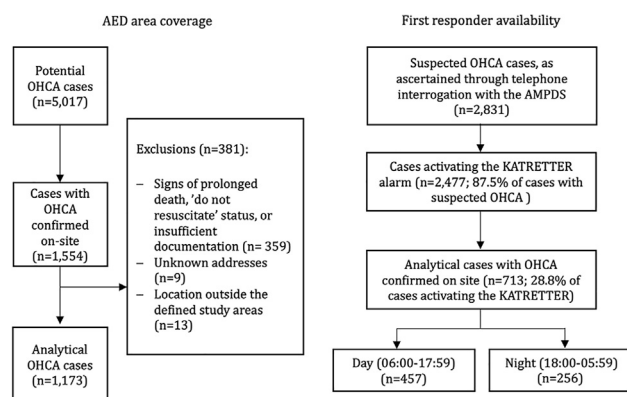 AED area coverage
Potential
OHCA cases
(n=5,017)
Exclusions (n=381):
– Signs of prolonged
death, 'do not
resuscitate' status, or
insufficient
documentation (n= 359)
– Unknown addresses
(n=9)
– Location outside the
defined study areas
(n=13)
Cases with
OHCA
confirmed
on-site
(n=1,554)
Analytical
OHCA cases
(n=1,173)
First responder availability
Suspected OHCA cases, as
ascertained through telephone
interrogation with the AMPDS
(n=2,831)
Cases activating the KATRETTER
alarm (n=2,477; 87.5% of cases with
suspected OHCA )
Analytical cases with OHCA
confirmed on site (n=713; 28.8% of
cases activating the KATRETTER)
Day (06:00-17:59)
(n=457)
Night (18:00-05:59)
(n=256)